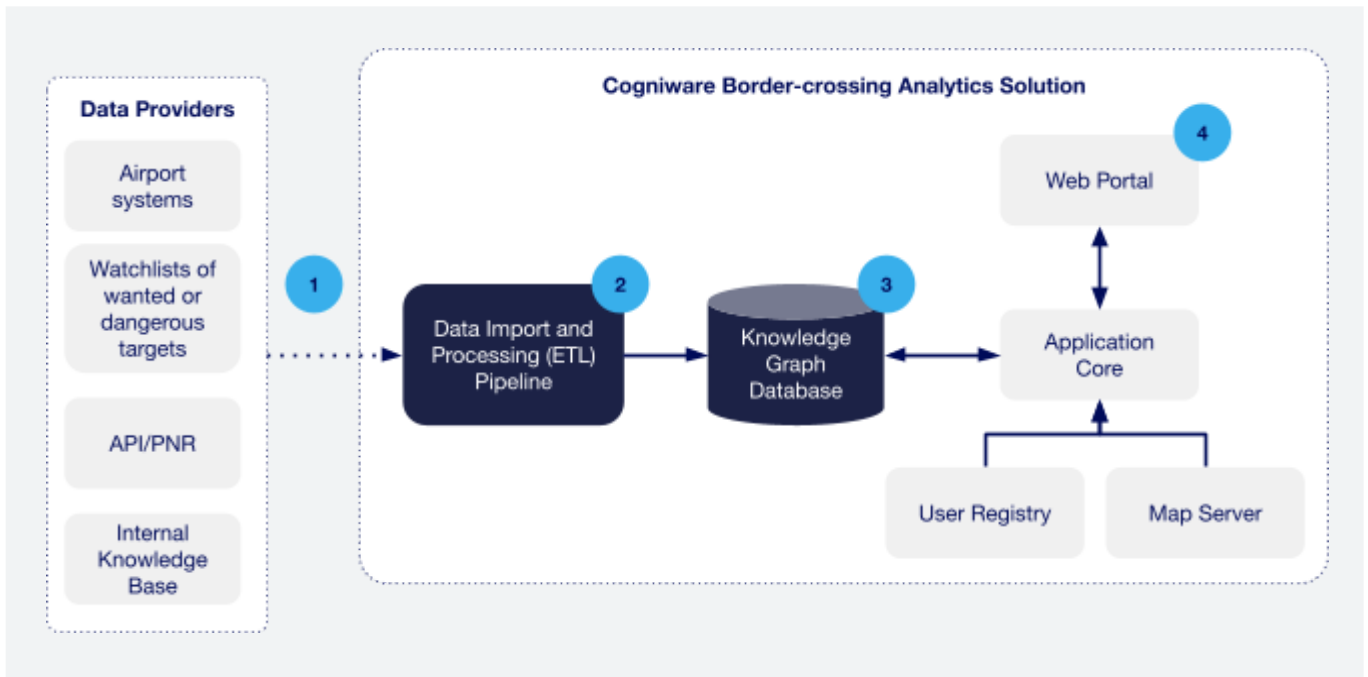 Cogniware Border-crossing Analytics Solution
Data Providers
Airport
systems
Watchlists of
wanted or
dangerous
targets
API/PNR
Internal
Knowledge
Base
1
2
Data Import and
Processing (ETL)
Pipeline
3
Knowledge
Graph
Database
4
Web Portal
Application
Core
User Registry
Map Server